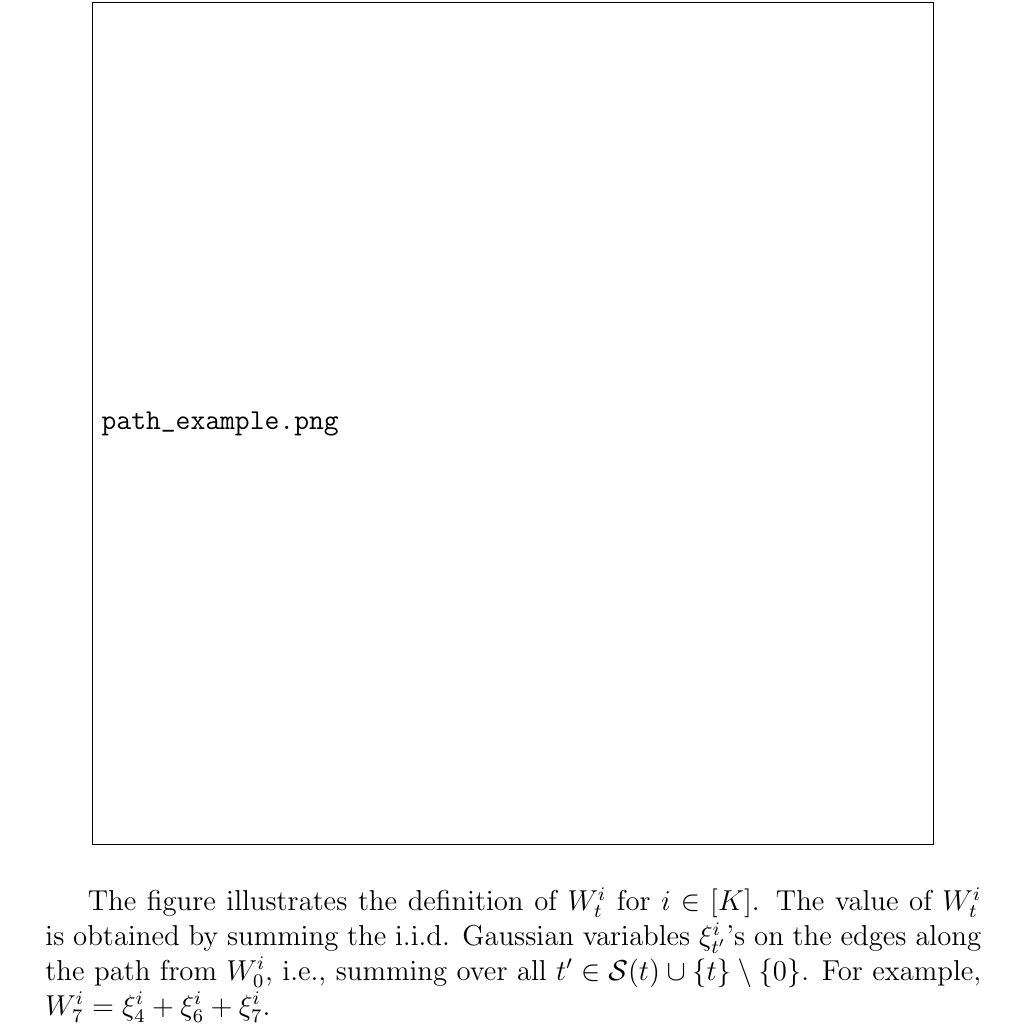 path_example.png
The figure illustrates the definition of $W_t^i$ for $i \in [K]$. The value of $W_t^i$
is obtained by summing the i.i.d. Gaussian variables $\xi_{t'}^i$'s on the edges along
the path from $W_0^i$, i.e., summing over all $t' \in \mathcal{S}(t) \cup \{t\} \setminus \{0\}$. For example,
$W_7^i = \xi_4^i + \xi_6^i + \xi_7^i$.